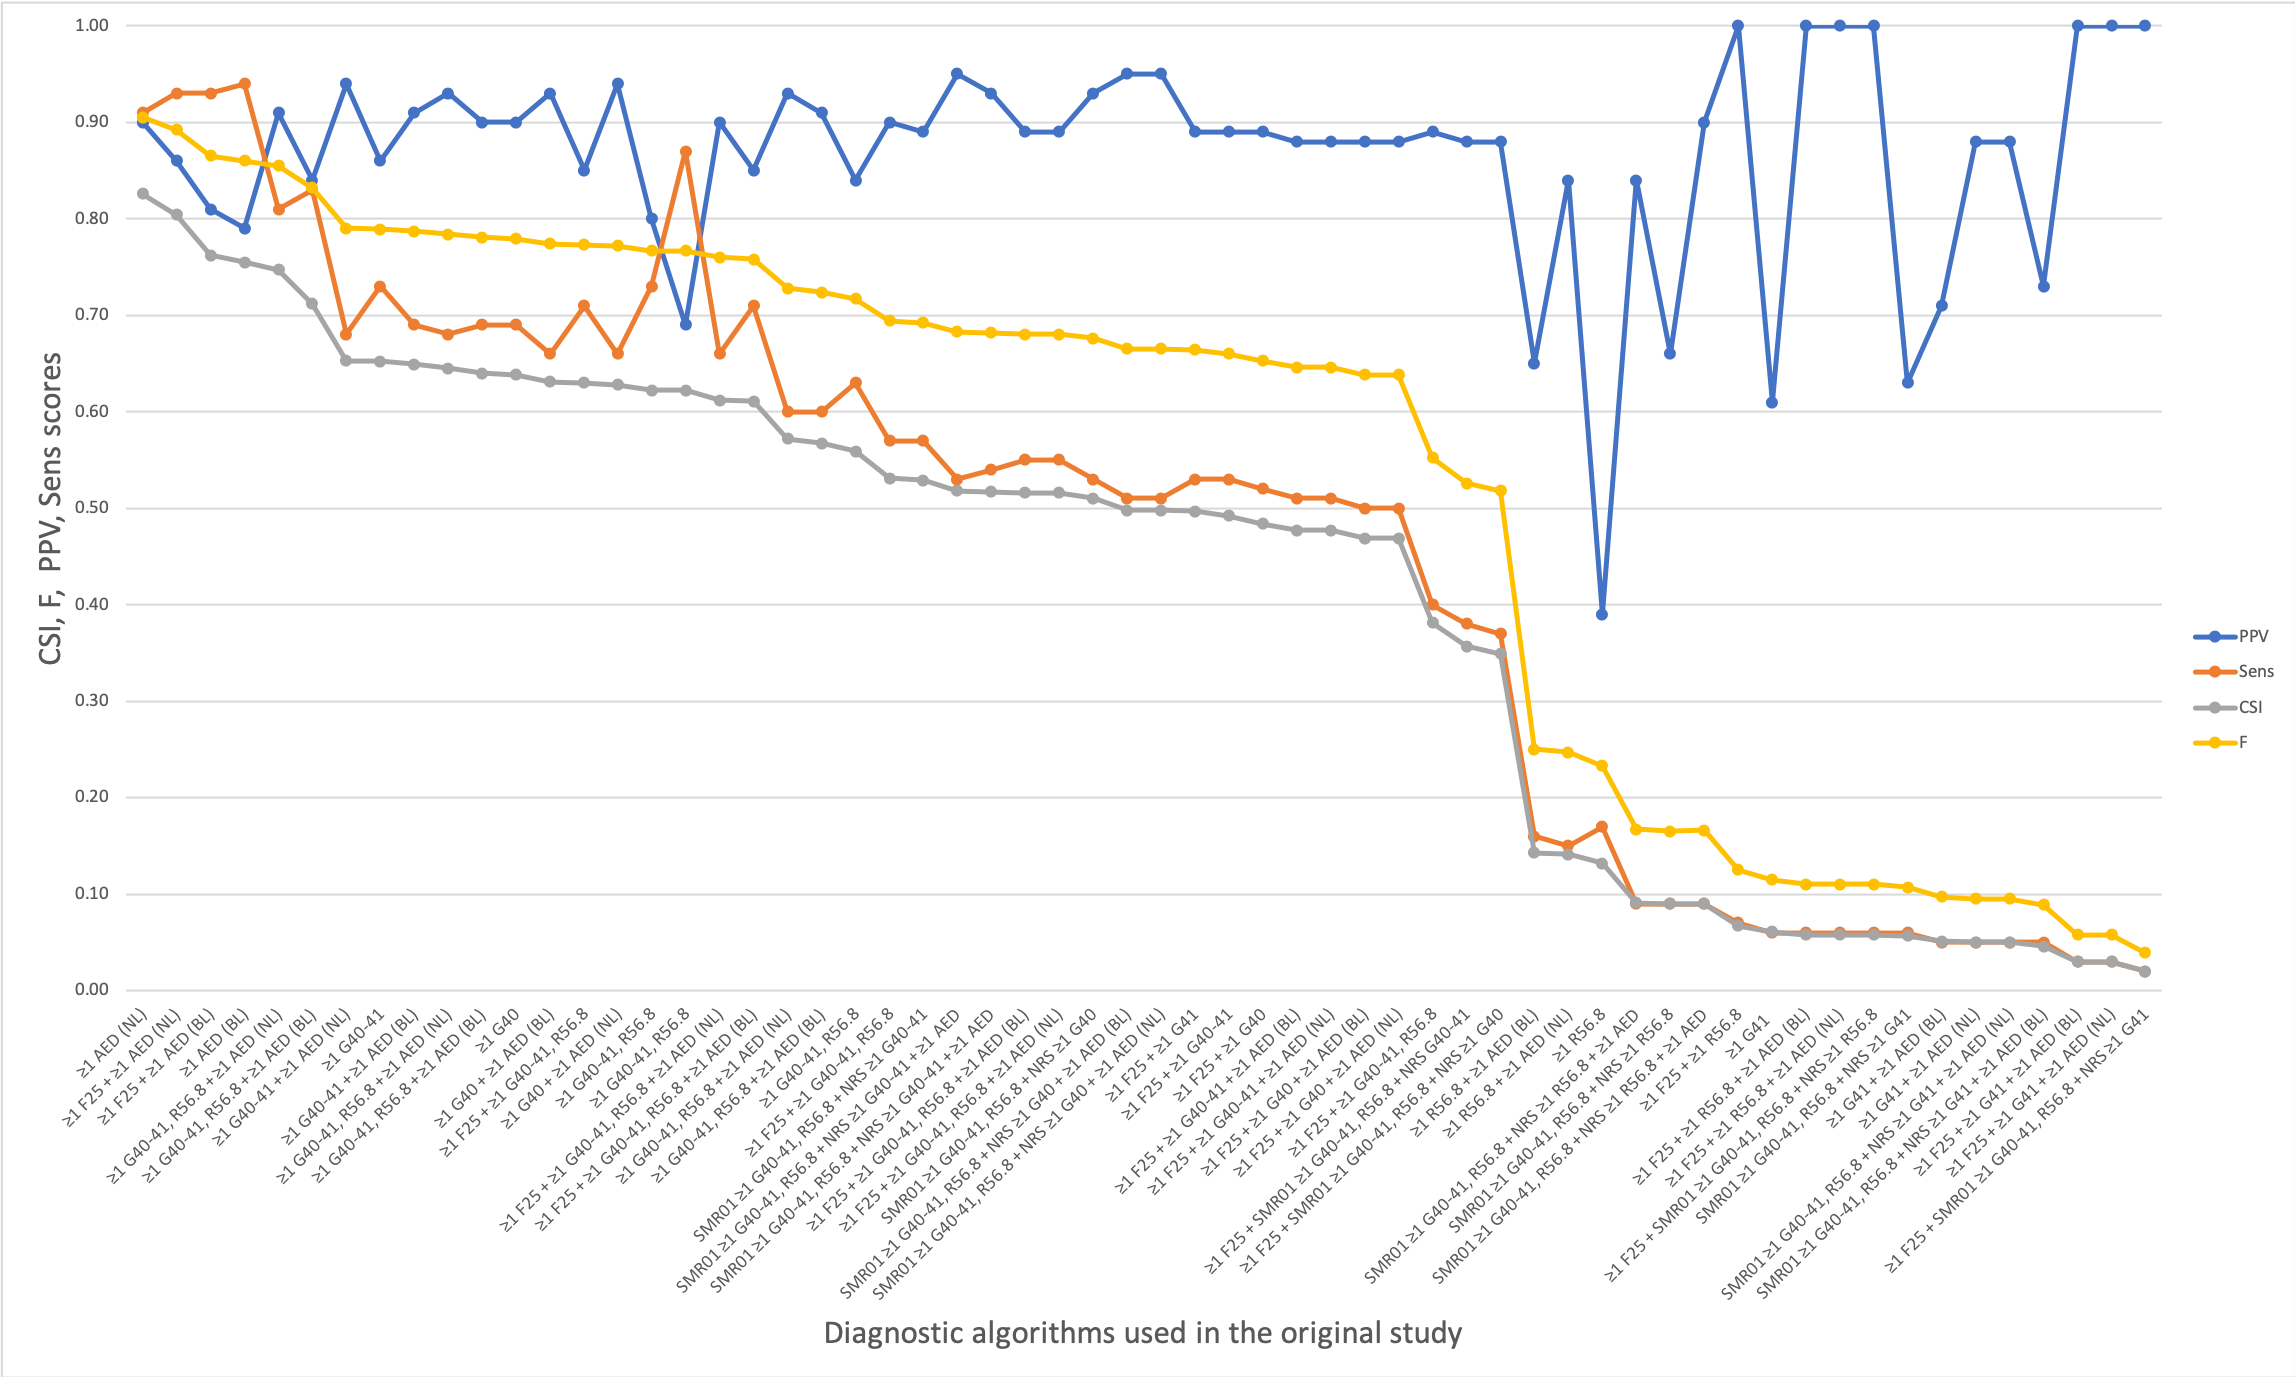 1.00
0.90
0.80
0.70
0.60
0.50
0.40
0.30
0.20
0.10
0.00
CSI, F, PPV, Sens scores
PPV
Sens
CSI
F
≥1 AED (NL)
≥1 F25 + ≥1 AED (NL)
≥1 F25 + ≥1 AED (BL)
≥1 AED (BL)
≥1 G40-41, R56.8 + ≥1 AED (NL)
≥1 G40-41, R56.8 + ≥1 AED (BL)
≥1 G40-41 + ≥1 AED (NL)
≥1 G40-41
≥1 G40-41 + ≥1 AED (BL)
≥1 G40-41, R56.8 + ≥1 AED (NL)
≥1 G40-41, R56.8 + ≥1 AED (BL)
≥1 G40
≥1 G40 + ≥1 AED (BL)
≥1 F25 + ≥1 G40-41, R56.8
≥1 G40 + ≥1 AED (NL)
≥1 G40-41, R56.8
≥1 G40-41, R56.8
≥1 F25 + ≥1 G40-41, R56.8 + ≥1 AED (NL)
≥1 F25 + ≥1 G40-41, R56.8 + ≥1 AED (BL)
≥1 G40-41, R56.8 + ≥1 AED (NL)
≥1 G40-41, R56.8 + ≥1 AED (BL)
≥1 G40-41, R56.8
≥1 F25 + ≥1 G40-41, R56.8
SMR01 ≥1 G40-41, R56.8 + NRS ≥1 G40-41
SMR01 ≥1 G40-41, R56.8 + NRS ≥1 G40-41 + ≥1 AED
SMR01 ≥1 G40-41, R56.8 + NRS ≥1 G40-41 + ≥1 AED
≥1 F25 + ≥1 G40-41, R56.8 + ≥1 AED (BL)
≥1 F25 + ≥1 G40-41, R56.8 + ≥1 AED (NL)
SMR01 ≥1 G40-41, R56.8 + NRS ≥1 G40
SMR01 ≥1 G40-41, R56.8 + NRS ≥1 G40 + ≥1 AED (BL)
SMR01 ≥1 G40-41, R56.8 + NRS ≥1 G40 + ≥1 AED (NL)
≥1 F25 + ≥1 G41
≥1 F25 + ≥1 G40-41
≥1 F25 + ≥1 G40
≥1 F25 + ≥1 G40-41 + ≥1 AED (BL)
≥1 F25 + ≥1 G40-41 + ≥1 AED (NL)
≥1 F25 + ≥1 G40 + ≥1 AED (BL)
≥1 F25 + ≥1 G40 + ≥1 AED (NL)
≥1 F25 + ≥1 G40-41, R56.8
≥1 F25 + SMR01 ≥1 G40-41, R56.8 + NRS G40-41
≥1 F25 + SMR01 ≥1 G40-41, R56.8 + NRS ≥1 G40
≥1 R56.8 + ≥1 AED (BL)
≥1 R56.8 + ≥1 AED (NL)
≥1 R56.8
SMR01 ≥1 G40-41, R56.8 + NRS ≥1 R56.8 + ≥1 AED
SMR01 ≥1 G40-41, R56.8 + NRS ≥1 R56.8
SMR01 ≥1 G40-41, R56.8 + NRS ≥1 R56.8 + ≥1 AED
≥1 F25 + ≥1 R56.8
≥1 G41
≥1 F25 + ≥1 R56.8 + ≥1 AED (BL)
≥1 F25 + ≥1 R56.8 + ≥1 AED (NL)
≥1 F25 + SMR01 ≥1 G40-41, R56.8 + NRS ≥1 R56.8
SMR01 ≥1 G40-41, R56.8 + NRS ≥1 G41
≥1 G41 + ≥1 AED (BL)
≥1 G41 + ≥1 AED (NL)
SMR01 ≥1 G40-41, R56.8 + NRS ≥1 G41 + ≥1 AED (NL)
SMR01 ≥1 G40-41, R56.8 + NRS ≥1 G41 + ≥1 AED (BL)
≥1 F25 + ≥1 G41 + ≥1 AED (BL)
≥1 F25 + ≥1 G41 + ≥1 AED (NL)
≥1 F25 + SMR01 ≥1 G40-41, R56.8 + NRS ≥1 G41
Diagnostic algorithms used in the original study